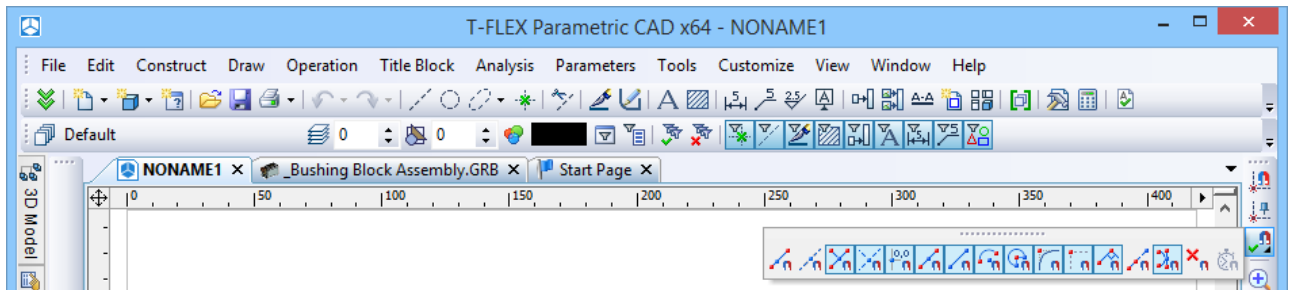 T-FLEX Parametric CAD x64 - NONAME1
File Edit Construct Draw Operation Title Block Analysis Parameters Tools Customize View Window Help
Default 0 0
NONAME1 _Bushing Block Assembly.GRB Start Page
0 50 100 150 200 250 300 350 400
3D Model